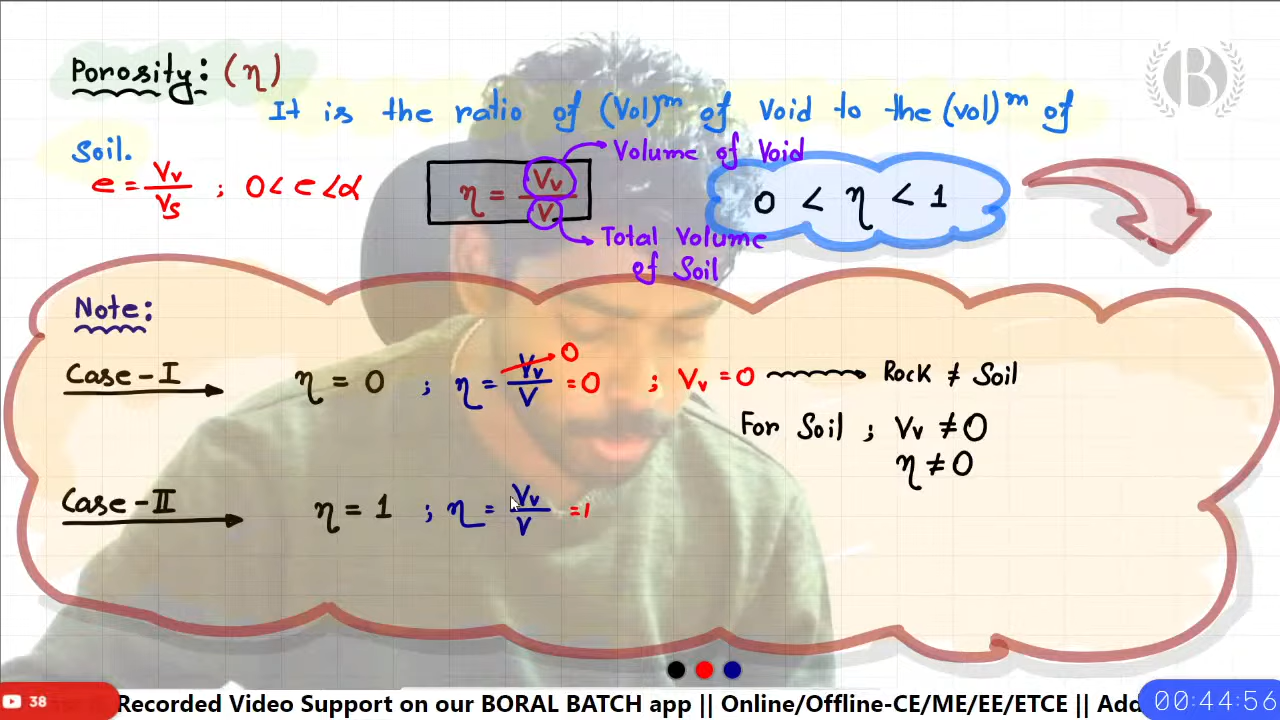 Porosity: (η)
It is the ratio of (Vol)ᵐ of Void to the (vol)ᵐ of
Soil.
e = Vᵥ/Vₛ ; 0 < e < α
η = Vᵥ/V
Volume of Void
Total Volume
of Soil
0 < η < 1
B
Note:
Case-I η = 0 ; η = Vᵥ/V = 0 ; Vᵥ = 0 Rock ≠ Soil
0
For Soil ; Vᵥ ≠ 0
η ≠ 0
Case-II η = 1 ; η = Vᵥ/V = 1
38 Recorded Video Support on our BORAL BATCH app || Online/Offline-CE/ME/EE/ETCE || Add
00:44:56